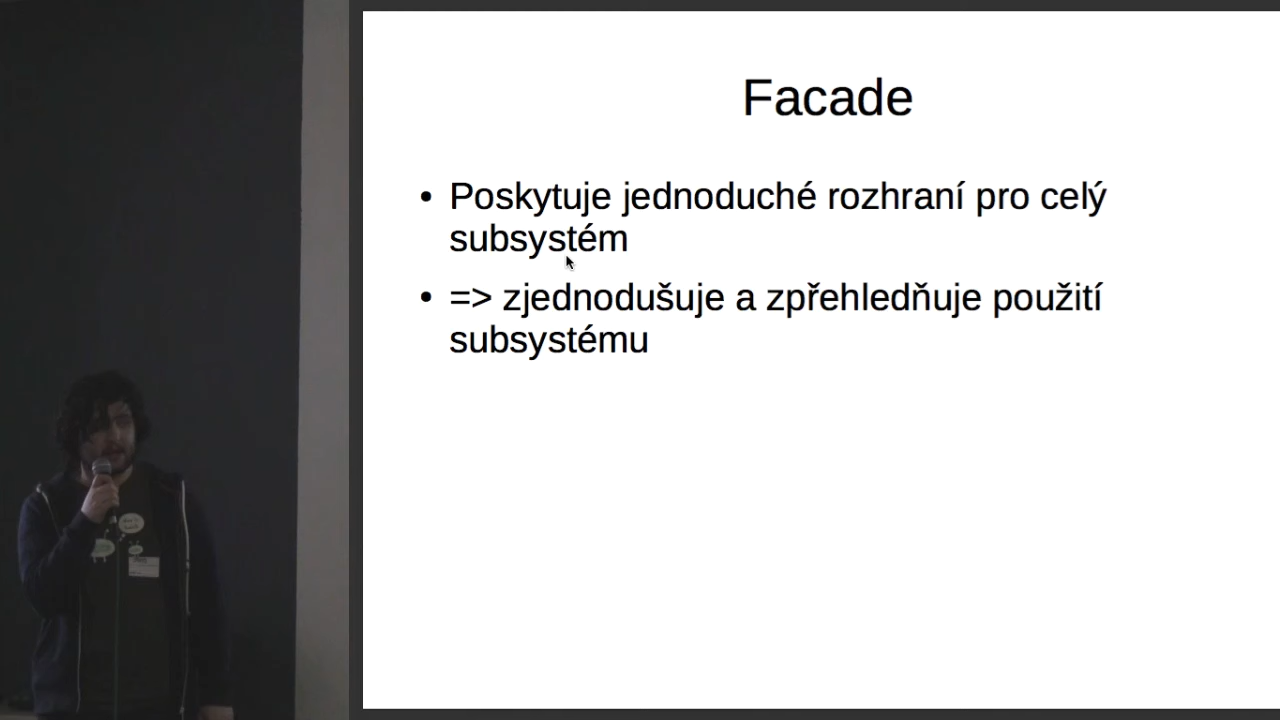 Facade
• Poskytuje jednoduché rozhraní pro celý
subsystém
• => zjednodušuje a zpřehledňuje použití
subsystému